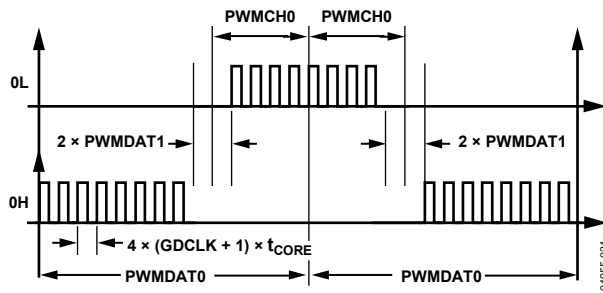 PWMCH0 PWMCH0
0L
2 × PWMDAT1 2 × PWMDAT1
0H
4 × (GDCLK + 1) × tCORE
PWMDAT0 PWMDAT0